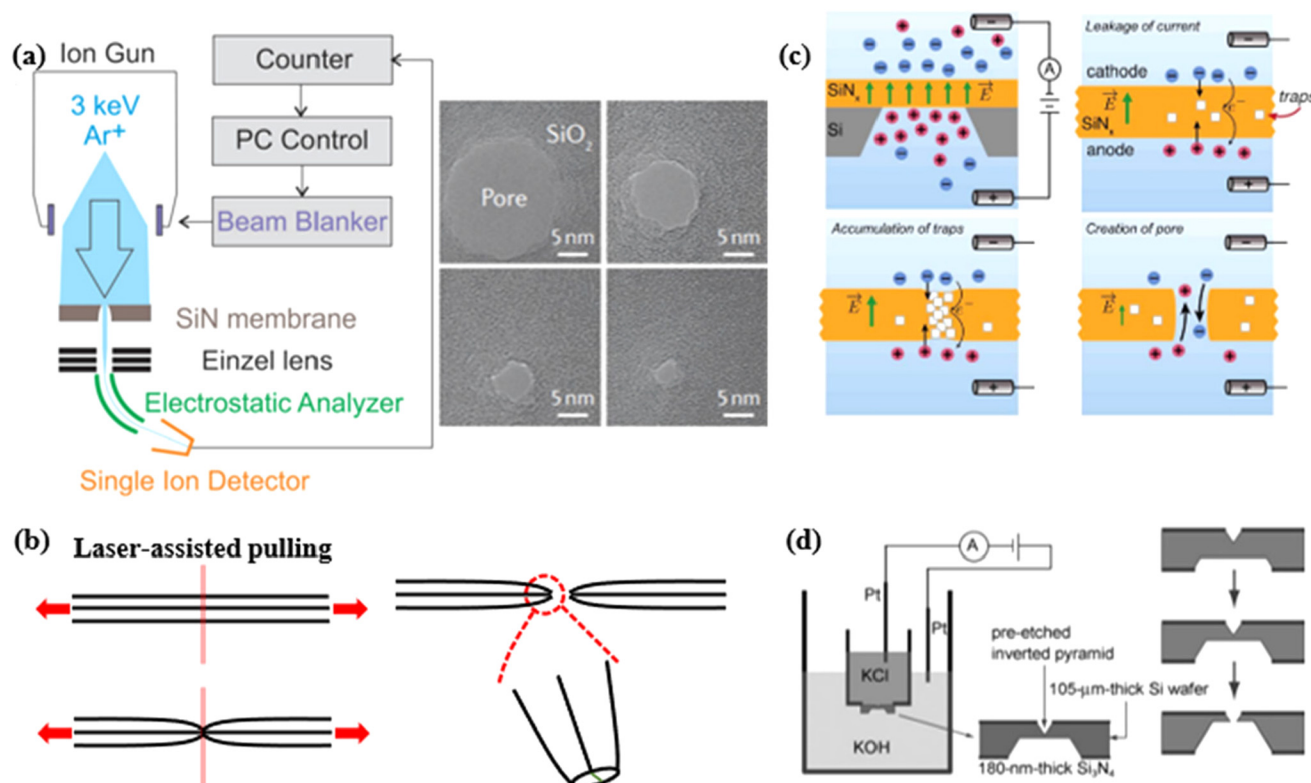 (a)
Ion Gun
3 keV
Ar+
Counter
PC Control
Beam Blanker
SiN membrane
Einzel lens
Electrostatic Analyzer
Single Ion Detector
SiO2
Pore
5 nm
5 nm
5 nm
5 nm
(b)
Laser-assisted pulling
(c)
−
A
SiNx
E
Si
+
Leakage of current
−
cathode
E
e−
traps
SiNx
anode
+
Accumulation of traps
−
E
e−
+
Creation of pore
−
E
+
(d)
A
Pt
Pt
KCl
KOH
pre-etched
inverted pyramid
105-μm-thick Si wafer
180-nm-thick Si3N4